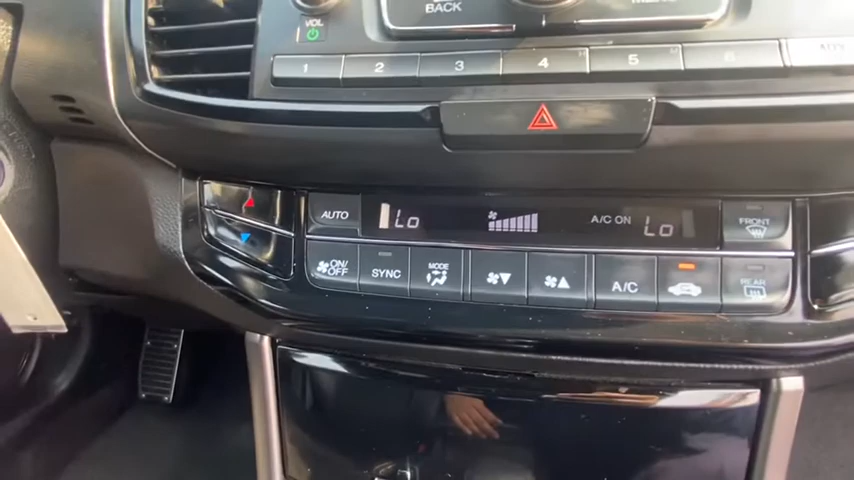 BACK
VOL
1 2 3 4 5 6
AUTO Lo A/C ON Lo FRONT
ON/OFF SYNC MODE A/C REAR